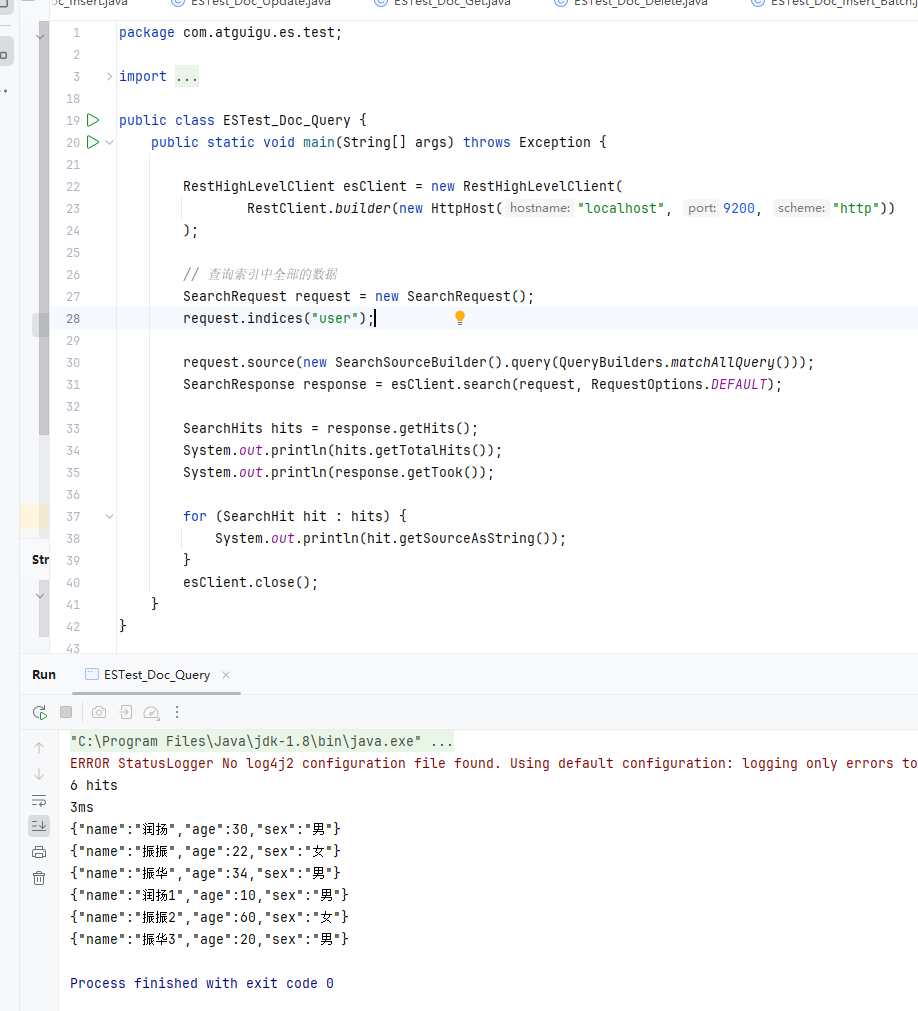 oc_Insert.java ESTest_Doc_Update.java ESTest_Doc_Get.java ESTest_Doc_Delete.java ESTest_Doc_Insert_Batch.j
1 package com.atguigu.es.test;
2
3 import ...
18
19 public class ESTest_Doc_Query {
20 public static void main(String[] args) throws Exception {
21
22 RestHighLevelClient esClient = new RestHighLevelClient(
23 RestClient.builder(new HttpHost( hostname: "localhost", port: 9200, scheme: "http"))
24 );
25
26 // 查询索引中全部的数据
27 SearchRequest request = new SearchRequest();
28 request.indices("user");
29
30 request.source(new SearchSourceBuilder().query(QueryBuilders.matchAllQuery()));
31 SearchResponse response = esClient.search(request, RequestOptions.DEFAULT);
32
33 SearchHits hits = response.getHits();
34 System.out.println(hits.getTotalHits());
35 System.out.println(response.getTook());
36
37 for (SearchHit hit : hits) {
38 System.out.println(hit.getSourceAsString());
39 }
40 esClient.close();
41 }
42 }
43
Str
Run ESTest_Doc_Query
"C:\Program Files\Java\jdk-1.8\bin\java.exe" ...
ERROR StatusLogger No log4j2 configuration file found. Using default configuration: logging only errors to
6 hits
3ms
{"name":"润扬","age":30,"sex":"男"}
{"name":"振振","age":22,"sex":"女"}
{"name":"振华","age":34,"sex":"男"}
{"name":"润扬1","age":10,"sex":"男"}
{"name":"振振2","age":60,"sex":"女"}
{"name":"振华3","age":20,"sex":"男"}
Process finished with exit code 0